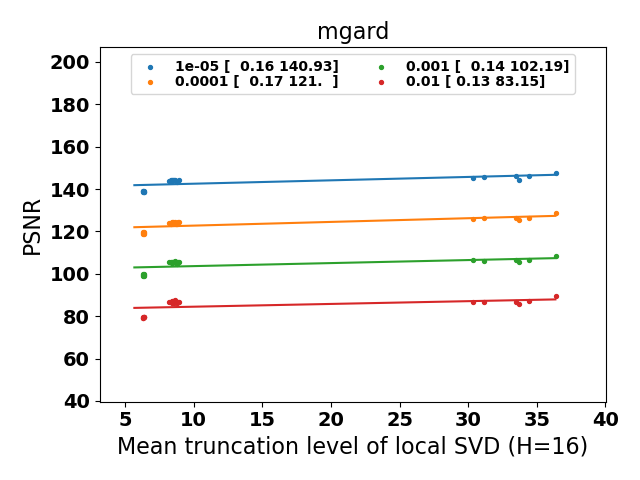 mgard
1e-05 [  0.16 140.93]
0.0001 [  0.17 121.  ]
0.001 [  0.14 102.19]
0.01 [ 0.13 83.15]
PSNR
200
180
160
140
120
100
80
60
40
5 10 15 20 25 30 35 40
Mean truncation level of local SVD (H=16)